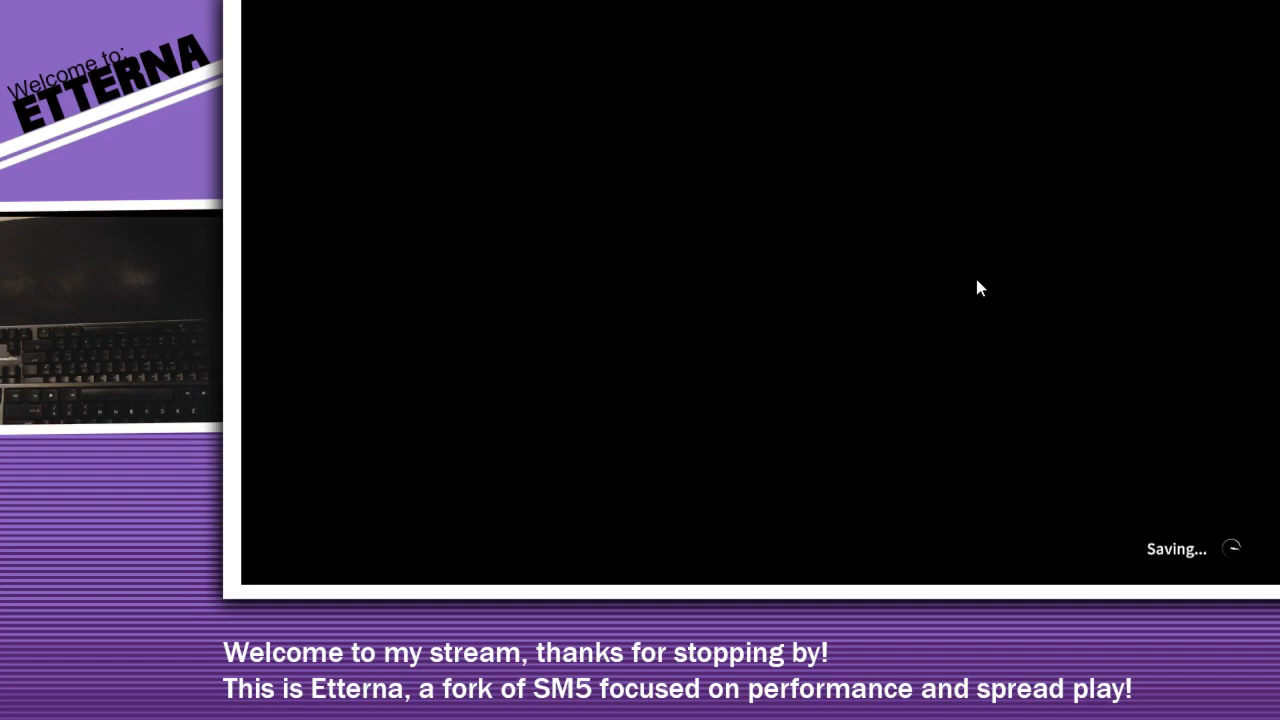 Welcome to:
ETTERNA
Saving...
Welcome to my stream, thanks for stopping by!
This is Etterna, a fork of SM5 focused on performance and spread play!